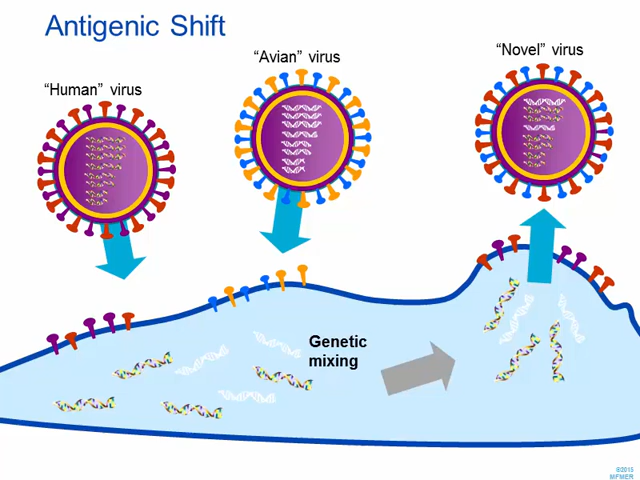 Antigenic Shift
"Human" virus
"Avian" virus
"Novel" virus
Genetic
mixing
©2015
MFMER